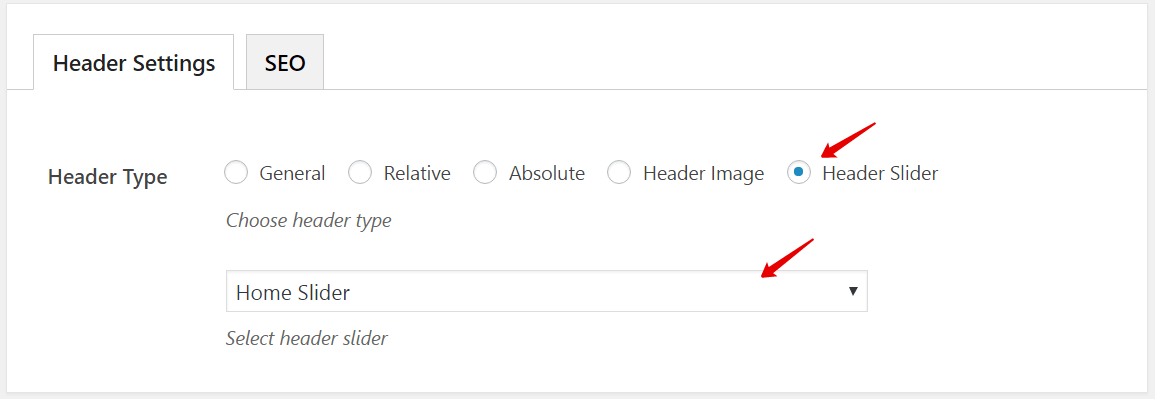 Header Settings SEO
Header Type General Relative Absolute Header Image Header Slider
Choose header type
Home Slider
Select header slider